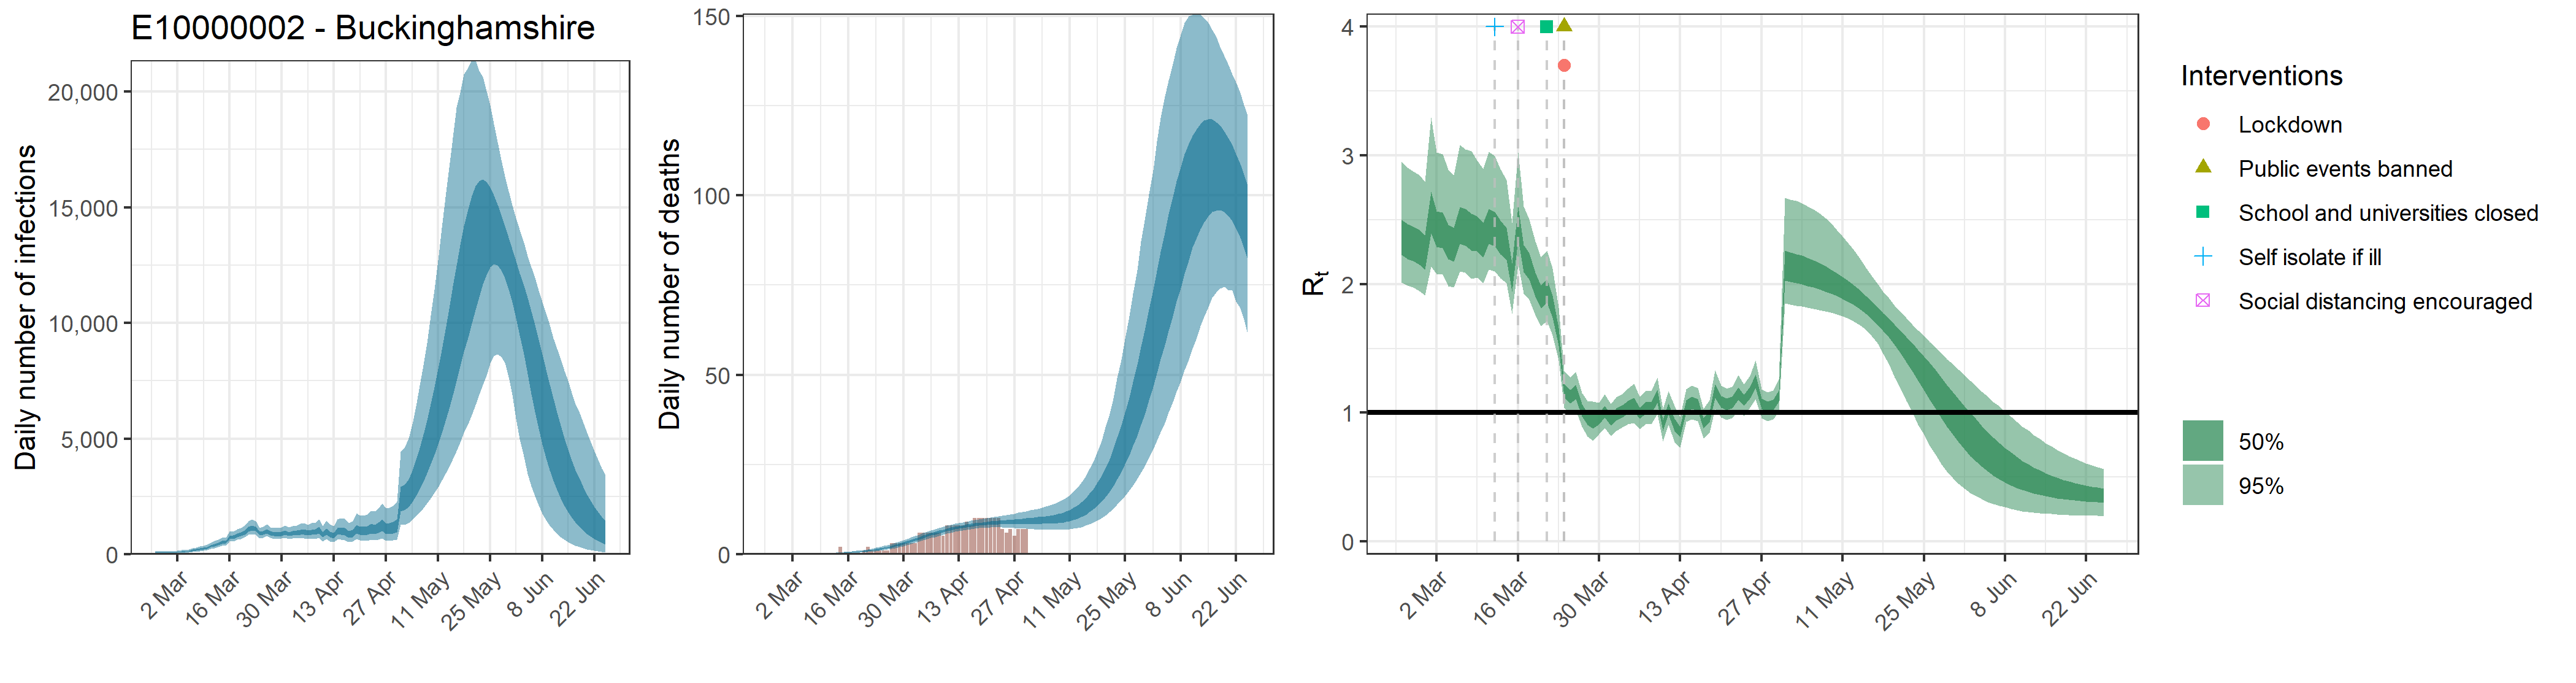 E10000002 - Buckinghamshire
Daily number of infections
20,000
15,000
10,000
5,000
0
2 Mar
16 Mar
30 Mar
13 Apr
27 Apr
11 May
25 May
8 Jun
22 Jun
Daily number of deaths
150
100
50
0
2 Mar
16 Mar
30 Mar
13 Apr
27 Apr
11 May
25 May
8 Jun
22 Jun
Rt
4
3
2
1
0
2 Mar
16 Mar
30 Mar
13 Apr
27 Apr
11 May
25 May
8 Jun
22 Jun
Interventions
Lockdown
Public events banned
School and universities closed
Self isolate if ill
Social distancing encouraged
50%
95%